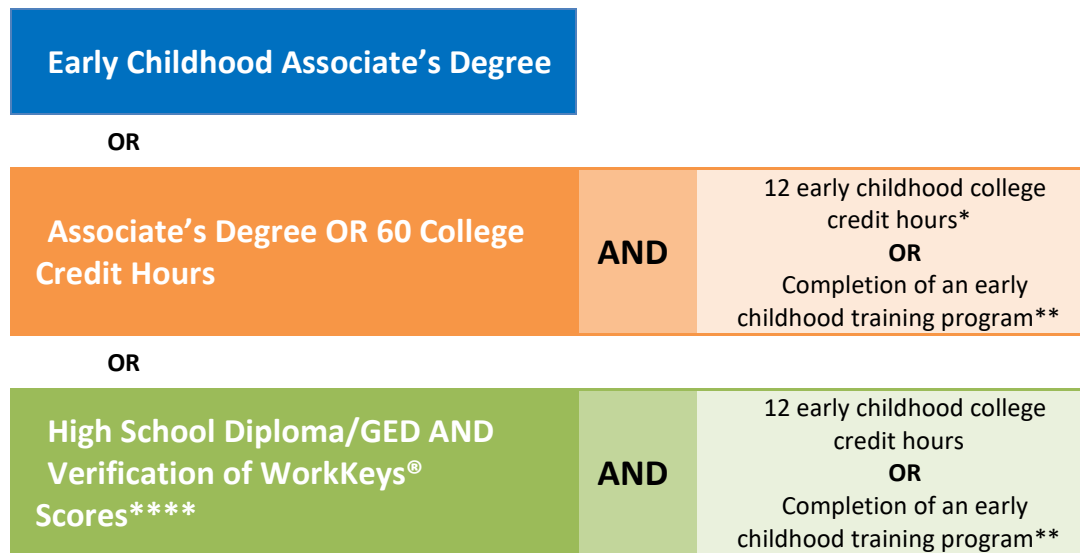 Early Childhood Associate’s Degree
OR
Associate’s Degree OR 60 College
Credit Hours
AND
12 early childhood college
credit hours*
OR
Completion of an early
childhood training program**
OR
High School Diploma/GED AND
Verification of WorkKeys®
Scores****
AND
12 early childhood college
credit hours
OR
Completion of an early
childhood training program**